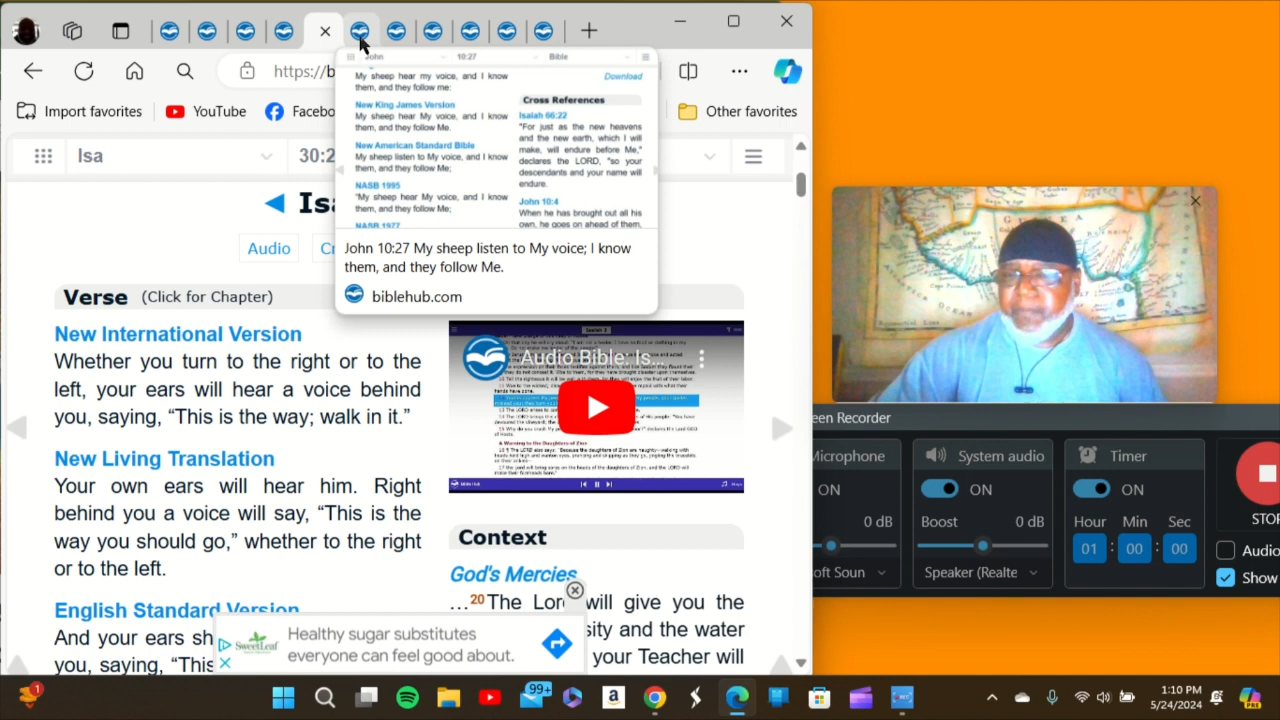 https://b
Import favorites
YouTube
Facebo
Other favorites
John 10:27 Bible
My sheep hear my voice, and I know
them, and they follow me:
New King James Version
My sheep hear My voice, and I know
them, and they follow Me.
New American Standard Bible
My sheep listen to My voice, and I know
them, and they follow Me;
NASB 1995
"My sheep hear My voice, and I know
them, and they follow Me;
NASB 1977
Download
Cross References
Isaiah 66:22
"For just as the new heavens
and the new earth, which I will
make, will endure before Me,"
declares the LORD, "so your
descendants and your name will
endure.
John 10:4
When he has brought out all his
own, he goes on ahead of them,
John 10:27 My sheep listen to My voice; I know
them, and they follow Me.
biblehub.com
Isa
30:2
Isa
Audio
Cr
Verse (Click for Chapter)
New International Version
Whether you turn to the right or to the
left, your ears will hear a voice behind
you, saying, “This is the way; walk in it.”
New Living Translation
Your own ears will hear him. Right
behind you a voice will say, “This is the
way you should go,” whether to the right
or to the left.
English Standard Version
And your ears sh
you, saying, “This
Audio Bible: Is...
Context
God's Mercies
…20 The Lord will give you the
sity and the water
your Teacher will
SweetLeaf
Healthy sugar substitutes
everyone can feel good about.
een Recorder
Microphone
ON
0 dB
oft Soun
System audio
ON
Boost 0 dB
Speaker (Realte
Timer
ON
Hour Min Sec
01 : 00 : 00
STOP
Audio
Show
1
99+
a
PRE
1:10 PM
5/24/2024